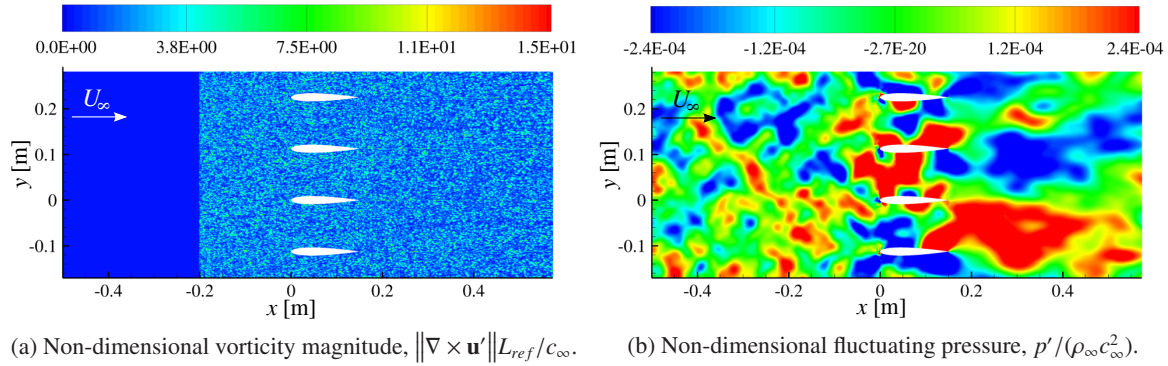 0.0E+00 3.8E+00 7.5E+00 1.1E+01 1.5E+01
U∞
0.2
0.1
0
-0.1
y [m]
-0.4 -0.2 0 0.2 0.4
x [m]
(a) Non-dimensional vorticity magnitude, ‖∇ × u′‖L_ref/c∞.
-2.4E-04 -1.2E-04 -2.7E-20 1.2E-04 2.4E-04
U∞
0.2
0.1
0
-0.1
y [m]
-0.4 -0.2 0 0.2 0.4
x [m]
(b) Non-dimensional fluctuating pressure, p′/(ρ∞c²∞).